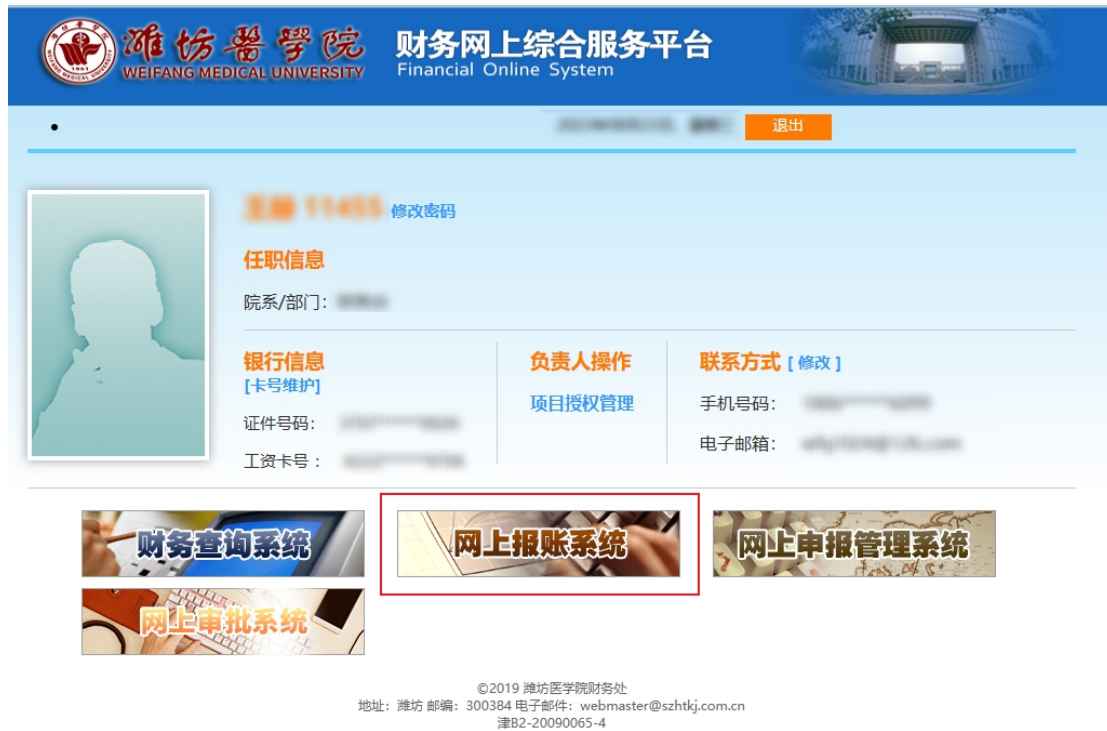 潍坊醫学院
WEIFANG MEDICAL UNIVERSITY
财务网上综合服务平台
Financial Online System
退出
修改密码
任职信息
院系/部门：
银行信息
[卡号维护]
证件号码：
工资卡号：
负责人操作
项目授权管理
联系方式 [ 修改 ]
手机号码：
电子邮箱：
财务查询系统
网上报账系统
网上申报管理系统
网上审批系统
©2019 潍坊医学院财务处
地址：潍坊 邮编：300384 电子邮件：webmaster@szhtkj.com.cn
津B2-20090065-4